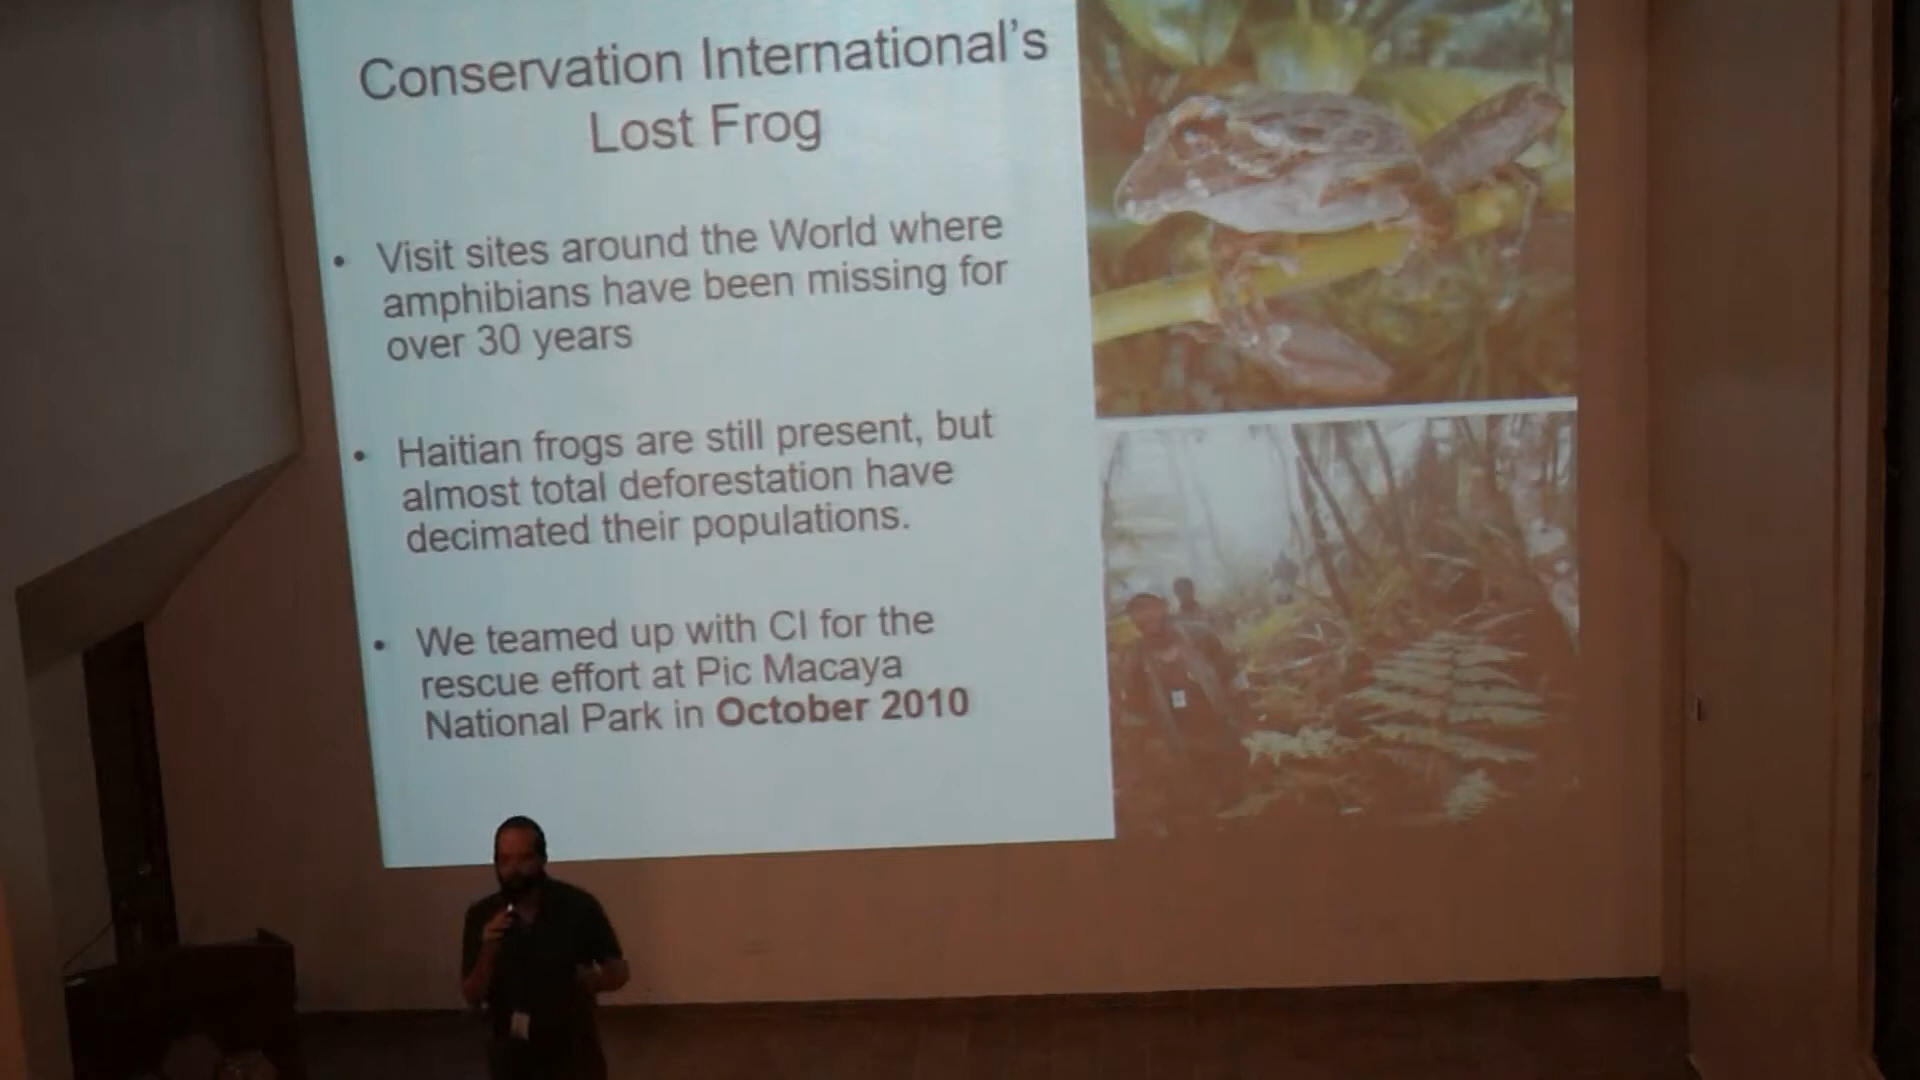 Conservation International's
Lost Frog
• Visit sites around the World where
amphibians have been missing for
over 30 years
• Haitian frogs are still present, but
almost total deforestation have
decimated their populations.
• We teamed up with CI for the
rescue effort at Pic Macaya
National Park in October 2010